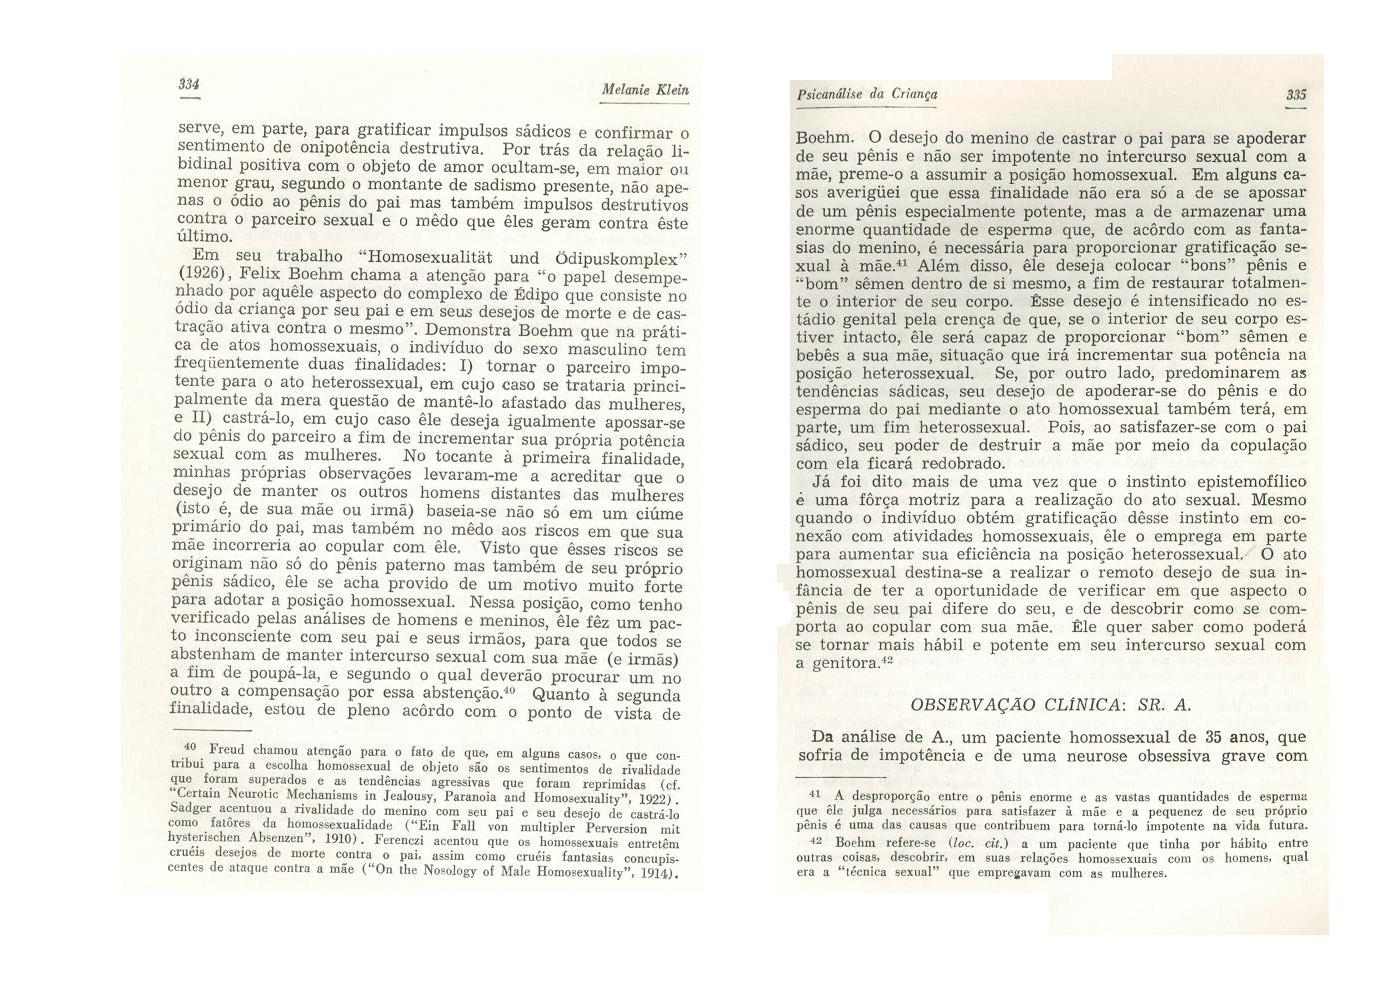 334
Melanie Klein
serve, em parte, para gratificar impulsos sádicos e confirmar o
sentimento de onipotência destrutiva. Por trás da relação li-
bidinal positiva com o objeto de amor ocultam-se, em maior ou
menor grau, segundo o montante de sadismo presente, não ape-
nas o ódio ao pênis do pai mas também impulsos destrutivos
contra o parceiro sexual e o mêdo que êles geram contra êste
último.
Em seu trabalho “Homosexualität und Ödipuskomplex”
(1926), Felix Boehm chama a atenção para “o papel desempe-
nhado por aquêle aspecto do complexo de Édipo que consiste no
ódio da criança por seu pai e em seus desejos de morte e de cas-
tração ativa contra o mesmo”. Demonstra Boehm que na práti-
ca de atos homossexuais, o indivíduo do sexo masculino tem
freqüentemente duas finalidades: I) tornar o parceiro impo-
tente para o ato heterossexual, em cujo caso se trataria princi-
palmente da mera questão de mantê-lo afastado das mulheres,
e II) castrá-lo, em cujo caso êle deseja igualmente apossar-se
do pênis do parceiro a fim de incrementar sua própria potência
sexual com as mulheres. No tocante à primeira finalidade,
minhas próprias observações levaram-me a acreditar que o
desejo de manter os outros homens distantes das mulheres
(isto é, de sua mãe ou irmã) baseia-se não só em um ciúme
primário do pai, mas também no mêdo aos riscos em que sua
mãe incorreria ao copular com êle. Visto que êsses riscos se
originam não só do pênis paterno mas também de seu próprio
pênis sádico, êle se acha provido de um motivo muito forte
para adotar a posição homossexual. Nessa posição, como tenho
verificado pelas análises de homens e meninos, êle fêz um pac-
to inconsciente com seu pai e seus irmãos, para que todos se
abstenham de manter intercurso sexual com sua mãe (e irmãs)
a fim de poupá-la, e segundo o qual deverão procurar um no
outro a compensação por essa abstenção.⁴⁰ Quanto à segunda
finalidade, estou de pleno acôrdo com o ponto de vista de
40 Freud chamou atenção para o fato de que, em alguns casos, o que con-
tribui para a escolha homossexual de objeto são os sentimentos de rivalidade
que foram superados e as tendências agressivas que foram reprimidas (cf.
“Certain Neurotic Mechanisms in Jealousy, Paranoia and Homosexuality”, 1922).
Sadger acentuou a rivalidade do menino com seu pai e seu desejo de castrá-lo
como fatôres da homossexualidade (“Ein Fall von multipler Perversion mit
hysterischen Absenzen”, 1910). Ferenczi acentou que os homossexuais entretêm
cruéis desejos de morte contra o pai, assim como cruéis fantasias concupis-
centes de ataque contra a mãe (“On the Nosology of Male Homosexuality”, 1914).
Psicanálise da Criança
335
Boehm. O desejo do menino de castrar o pai para se apoderar
de seu pênis e não ser impotente no intercurso sexual com a
mãe, preme-o a assumir a posição homossexual. Em alguns ca-
sos averigüei que essa finalidade não era só a de se apossar
de um pênis especialmente potente, mas a de armazenar uma
enorme quantidade de esperma que, de acôrdo com as fanta-
sias do menino, é necessária para proporcionar gratificação se-
xual à mãe.⁴¹ Além disso, êle deseja colocar “bons” pênis e
“bom” sêmen dentro de si mesmo, a fim de restaurar totalmen-
te o interior de seu corpo. Êsse desejo é intensificado no es-
tádio genital pela crença de que, se o interior de seu corpo es-
tiver intacto, êle será capaz de proporcionar “bom” sêmen e
bebês a sua mãe, situação que irá incrementar sua potência na
posição heterossexual. Se, por outro lado, predominarem as
tendências sádicas, seu desejo de apoderar-se do pênis e do
esperma do pai mediante o ato homossexual também terá, em
parte, um fim heterossexual. Pois, ao satisfazer-se com o pai
sádico, seu poder de destruir a mãe por meio da copulação
com ela ficará redobrado.
Já foi dito mais de uma vez que o instinto epistemofílico
é uma fôrça motriz para a realização do ato sexual. Mesmo
quando o indivíduo obtém gratificação dêsse instinto em co-
nexão com atividades homossexuais, êle o emprega em parte
para aumentar sua eficiência na posição heterossexual. O ato
homossexual destina-se a realizar o remoto desejo de sua in-
fância de ter a oportunidade de verificar em que aspecto o
pênis de seu pai difere do seu, e de descobrir como se com-
porta ao copular com sua mãe. Êle quer saber como poderá
se tornar mais hábil e potente em seu intercurso sexual com
a genitora.⁴²
OBSERVAÇÃO CLÍNICA: SR. A.
Da análise de A., um paciente homossexual de 35 anos, que
sofria de impotência e de uma neurose obsessiva grave com
41 A desproporção entre o pênis enorme e as vastas quantidades de esperma
que êle julga necessários para satisfazer à mãe e a pequenez de seu próprio
pênis é uma das causas que contribuem para torná-lo impotente na vida futura.
42 Boehm refere-se (loc. cit.) a um paciente que tinha por hábito entre
outras coisas, descobrir, em suas relações homossexuais com os homens, qual
era a “técnica sexual” que empregavam com as mulheres.